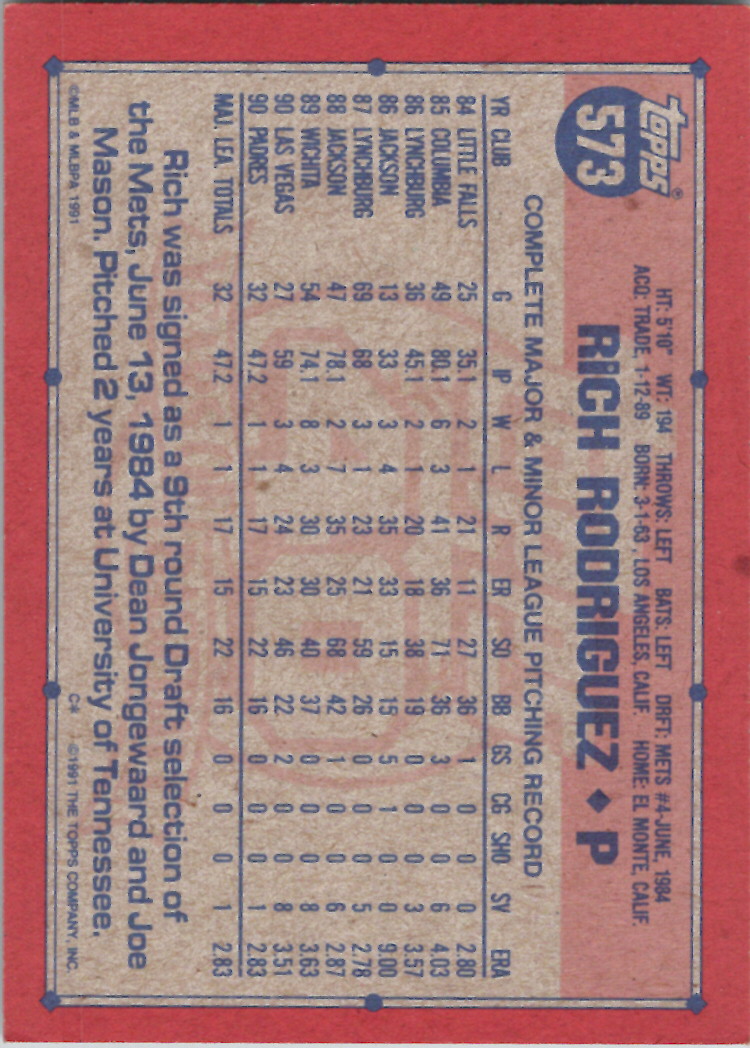 topps®
573
HT: 5'10" WT: 194 THROWS: LEFT BATS: LEFT DRFT: METS #4-JUNE, 1984
ACQ: TRADE, 1-12-89 BORN: 3-1-63, LOS ANGELES, CALIF. HOME: EL MONTE, CALIF.
RICH RODRIGUEZ ♦ P
COMPLETE MAJOR & MINOR LEAGUE PITCHING RECORD
YR CLUB G IP W L R ER SO BB GS CG SHO SV ERA
84 LITTLE FALLS 25 35.1 2 1 21 11 27 36 1 0 0 0 2.80
85 COLUMBIA 49 80.1 6 3 41 36 71 36 3 0 0 6 4.03
86 LYNCHBURG 36 45.1 2 1 20 18 38 19 0 0 0 3 3.57
86 JACKSON 13 33 3 4 35 33 15 15 5 1 0 0 9.00
87 LYNCHBURG 69 68 3 1 23 21 59 26 0 0 0 5 2.78
88 JACKSON 47 78.1 2 7 35 25 68 42 1 0 0 6 2.87
89 WICHITA 54 74.1 8 3 30 30 40 37 0 0 0 8 3.63
90 LAS VEGAS 27 59 3 4 24 23 46 22 2 0 0 8 3.51
90 PADRES 32 47.2 1 1 17 15 22 16 0 0 0 1 2.83
MAJ. LEA. TOTALS 32 47.2 1 1 17 15 22 16 0 0 0 1 2.83
Rich was signed as a 9th round Draft selection of
the Mets, June 13, 1984 by Dean Jongewaard and Joe
Mason. Pitched 2 years at University of Tennessee.
©MLB & MLBPA 1991 C* ©1991 THE TOPPS COMPANY, INC.